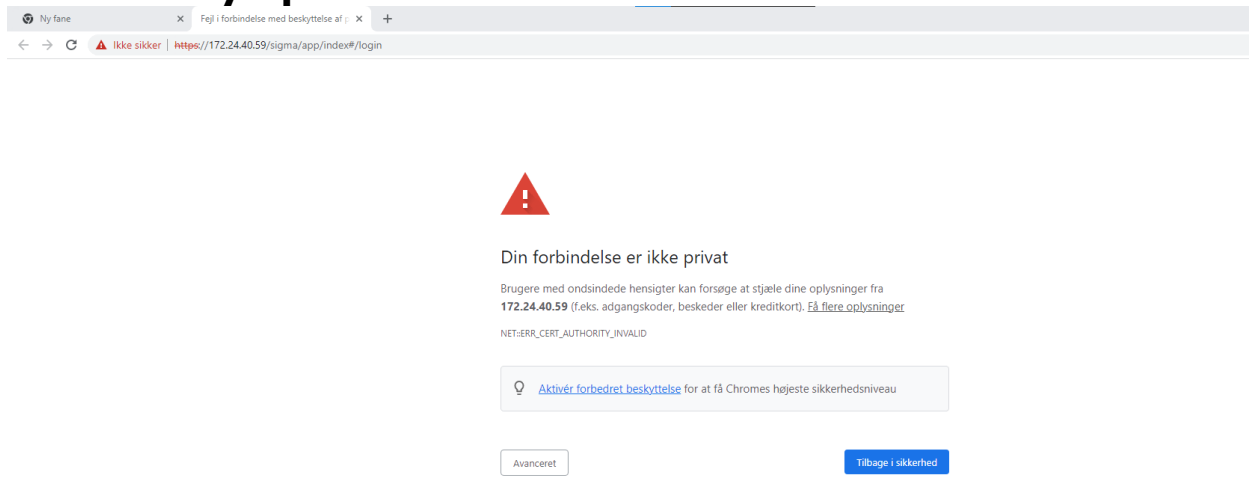 Ny fane
Fejl i forbindelse med beskyttelse af p
Ikke sikker | https://172.24.40.59/sigma/app/index#/login
Din forbindelse er ikke privat
Brugere med ondsindede hensigter kan forsøge at stjæle dine oplysninger fra
172.24.40.59 (f.eks. adgangskoder, beskeder eller kreditkort). Få flere oplysninger
NET::ERR_CERT_AUTHORITY_INVALID
Aktivér forbedret beskyttelse for at få Chromes højeste sikkerhedsniveau
Avanceret
Tilbage i sikkerhed